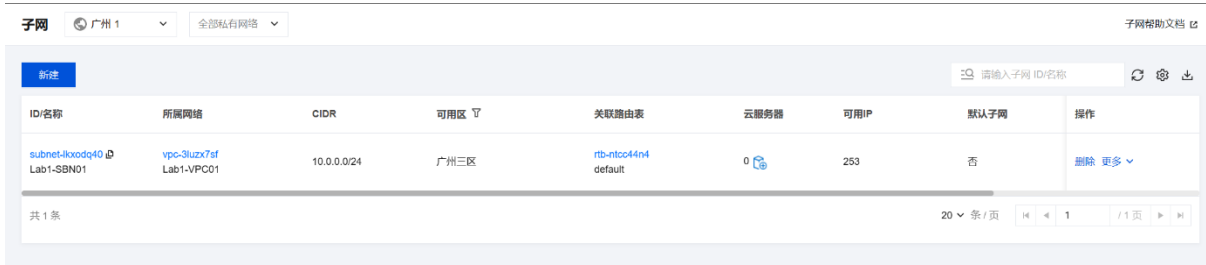 子网 广州 1 全部私有网络 子网帮助文档
新建 请输入子网 ID/名称
ID/名称 所属网络 CIDR 可用区 关联路由表 云服务器 可用IP 默认子网 操作
subnet-lkxodq40 vpc-3luzx7sf 10.0.0.0/24 广州三区 rtb-ntcc44n4 0 253 否 删除 更多
Lab1-SBN01 Lab1-VPC01 default
共 1 条 20 条 / 页 1 / 1 页